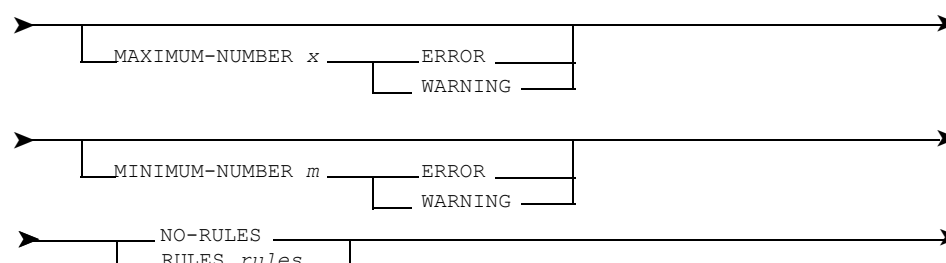 MAXIMUM-NUMBER x ERROR
WARNING
MINIMUM-NUMBER m ERROR
WARNING
NO-RULES
RULES rules